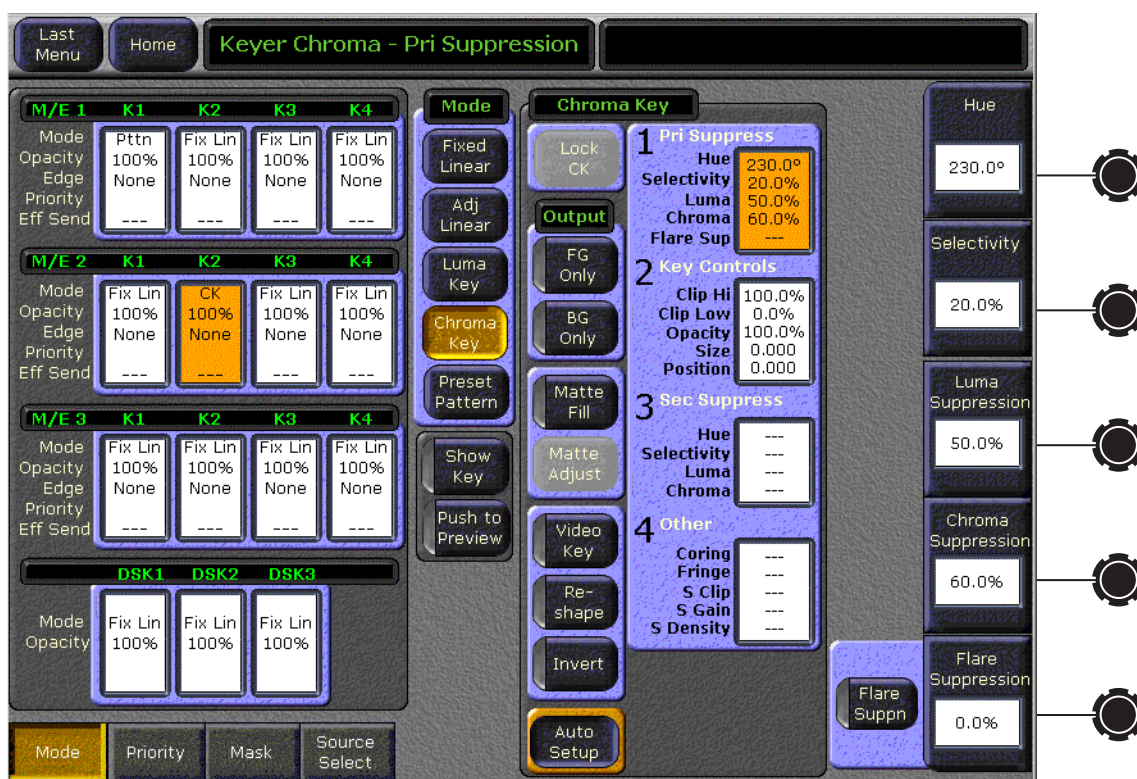 Last Menu
Home
Keyer Chroma - Pri Suppression
M/E 1 K1 K2 K3 K4
Mode Pttn Fix Lin Fix Lin Fix Lin
Opacity 100% 100% 100% 100%
Edge None None None None
Priority
Eff Send --- --- --- ---
M/E 2 K1 K2 K3 K4
Mode Fix Lin CK Fix Lin Fix Lin
Opacity 100% 100% 100% 100%
Edge None None None None
Priority
Eff Send --- --- --- ---
M/E 3 K1 K2 K3 K4
Mode Fix Lin Fix Lin Fix Lin Fix Lin
Opacity 100% 100% 100% 100%
Edge None None None None
Priority
Eff Send --- --- --- ---
DSK1 DSK2 DSK3
Mode Fix Lin Fix Lin Fix Lin
Opacity 100% 100% 100%
Mode
Priority
Mask
Source
Select
Mode
Fixed
Linear
Adj
Linear
Luma
Key
Chroma
Key
Preset
Pattern
Show
Key
Push to
Preview
Chroma Key
Lock
CK
Output
FG
Only
BG
Only
Matte
Fill
Matte
Adjust
Video
Key
Re-
shape
Invert
Auto
Setup
1 Pri Suppress
Hue 230.0°
Selectivity 20.0%
Luma 50.0%
Chroma 60.0%
Flare Sup ---
2 Key Controls
Clip Hi 100.0%
Clip Low 0.0%
Opacity 100.0%
Size 0.000
Position 0.000
3 Sec Suppress
Hue ---
Selectivity ---
Luma ---
Chroma ---
4 Other
Coring ---
Fringe ---
S Clip ---
S Gain ---
S Density ---
Flare
Suppn
Hue
230.0°
Selectivity
20.0%
Luma
Suppression
50.0%
Chroma
Suppression
60.0%
Flare
Suppression
0.0%